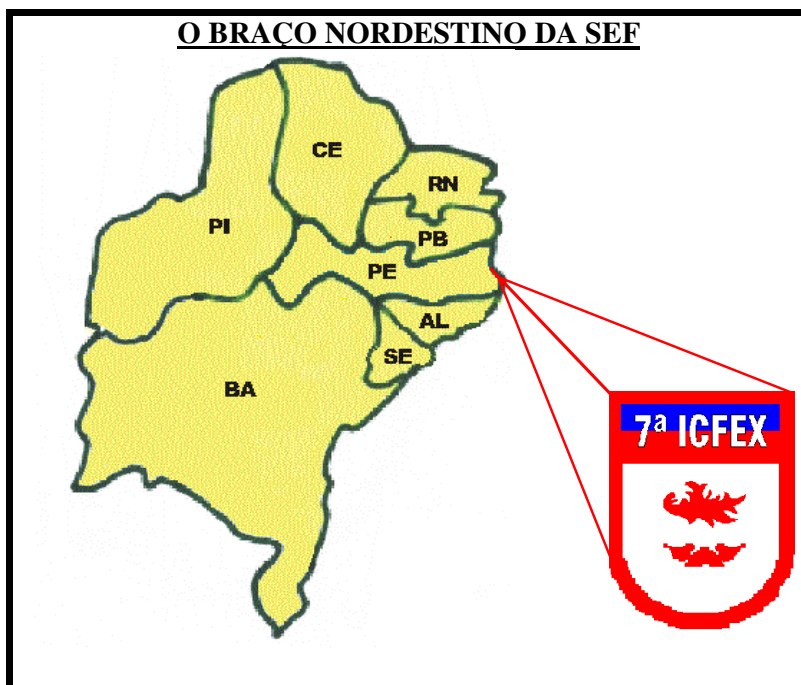 O BRAÇO NORDESTINO DA SEF
CE
RN
PI
PB
PE
AL
SE
BA
7ª ICFEX